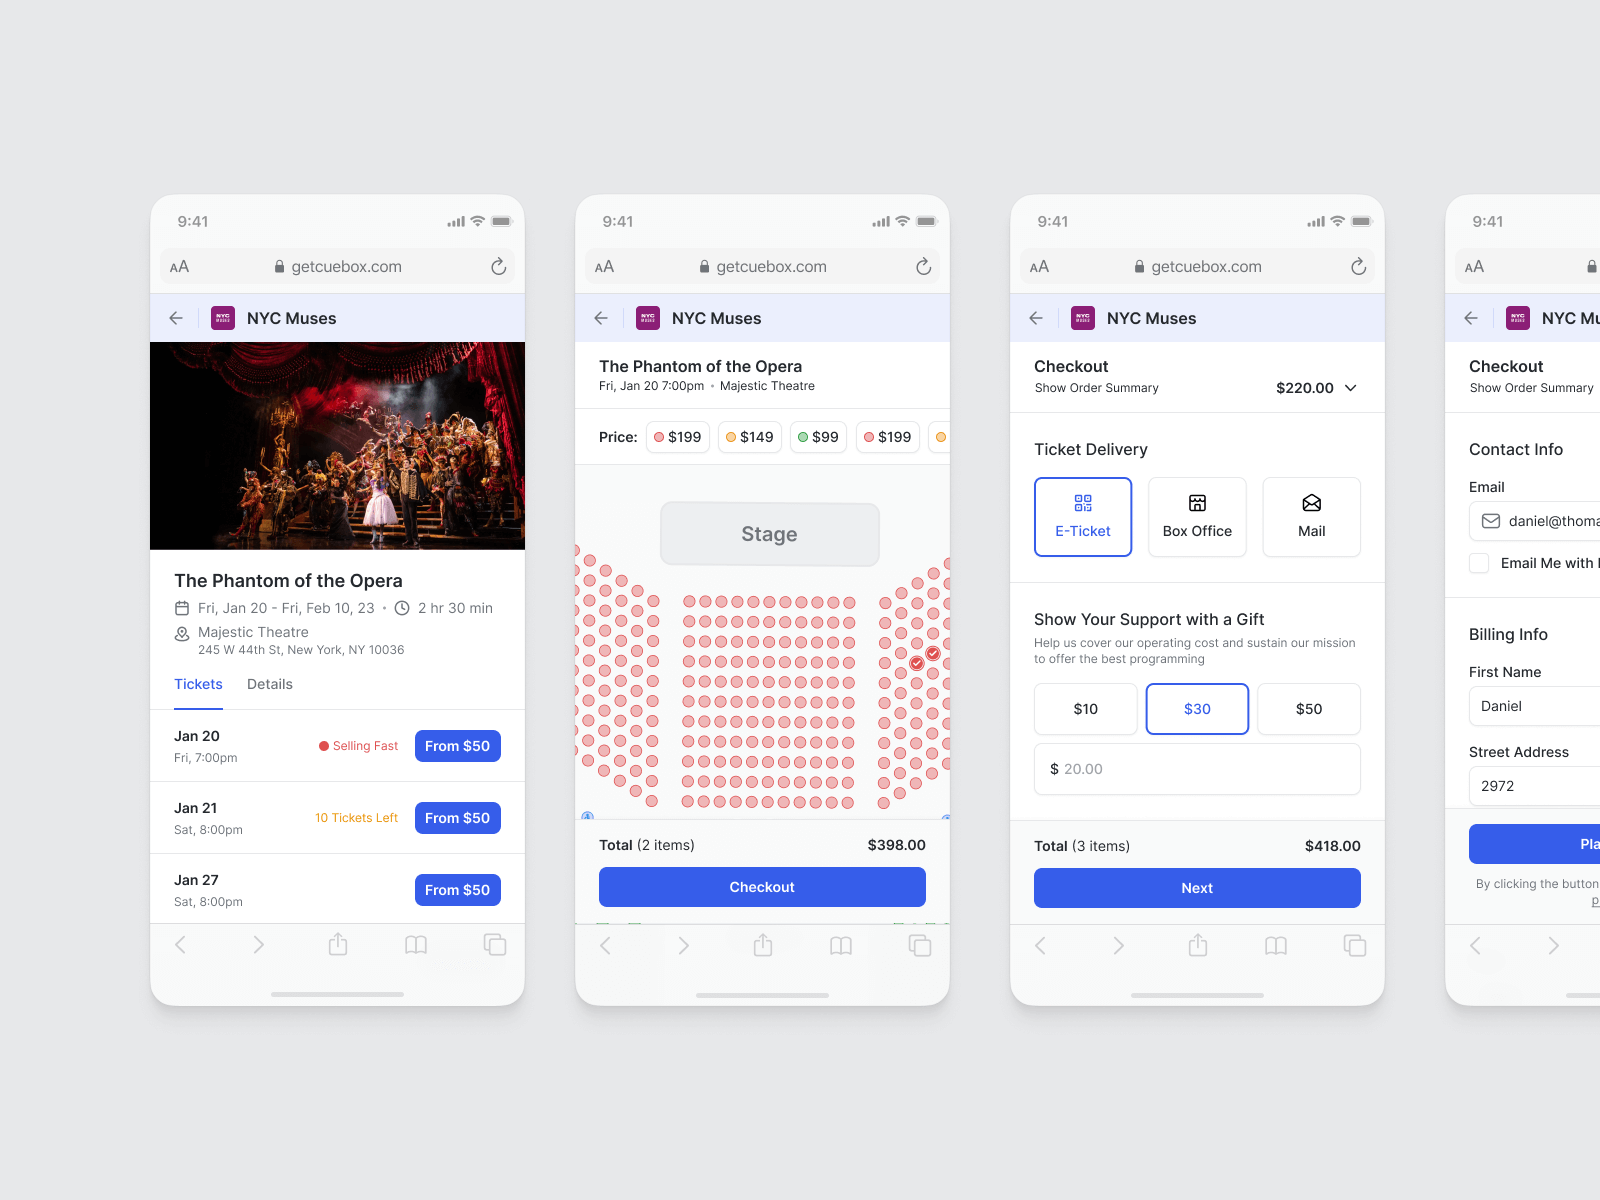 9:41
AA
getcuebox.com
NYC
MUSES
NYC Muses
The Phantom of the Opera
Fri, Jan 20 - Fri, Feb 10, 23 • 2 hr 30 min
Majestic Theatre
245 W 44th St, New York, NY 10036
Tickets
Details
Jan 20
Fri, 7:00pm
Selling Fast
From $50
Jan 21
Sat, 8:00pm
10 Tickets Left
From $50
Jan 27
Sat, 8:00pm
From $50
9:41
AA
getcuebox.com
NYC
MUSES
NYC Muses
The Phantom of the Opera
Fri, Jan 20 7:00pm • Majestic Theatre
Price: $199 $149 $99 $199
Stage
Total (2 items) $398.00
Checkout
9:41
AA
getcuebox.com
NYC
MUSES
NYC Muses
Checkout
Show Order Summary $220.00
Ticket Delivery
E-Ticket
Box Office
Mail
Show Your Support with a Gift
Help us cover our operating cost and sustain our mission
to offer the best programming
$10
$30
$50
$ 20.00
Total (3 items) $418.00
Next
9:41
AA
NYC
MUSES
NYC Mu
Checkout
Show Order Summary
Contact Info
Email
daniel@thoma
Email Me with
Billing Info
First Name
Daniel
Street Address
2972
Pla
By clicking the button
p